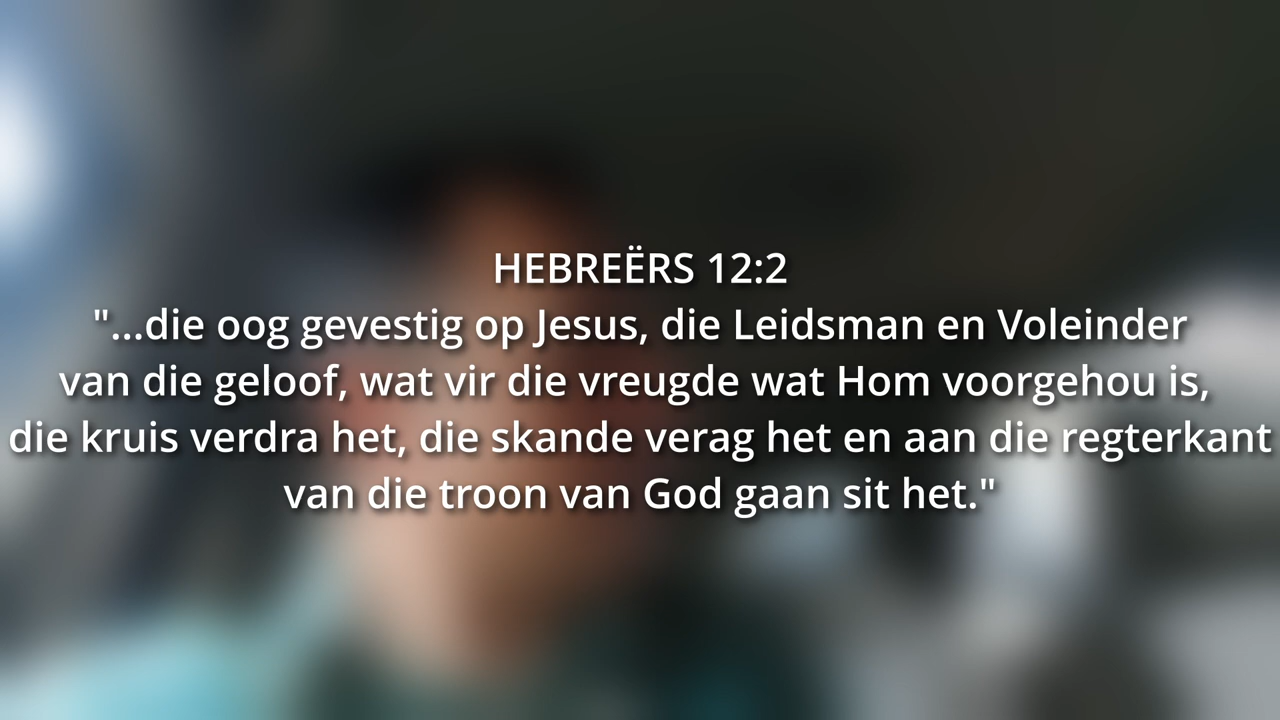 HEBREËRS 12:2
"...die oog gevestig op Jesus, die Leidsman en Voleinder
van die geloof, wat vir die vreugde wat Hom voorgehou is,
die kruis verdra het, die skande verag het en aan die regterkant
van die troon van God gaan sit het."